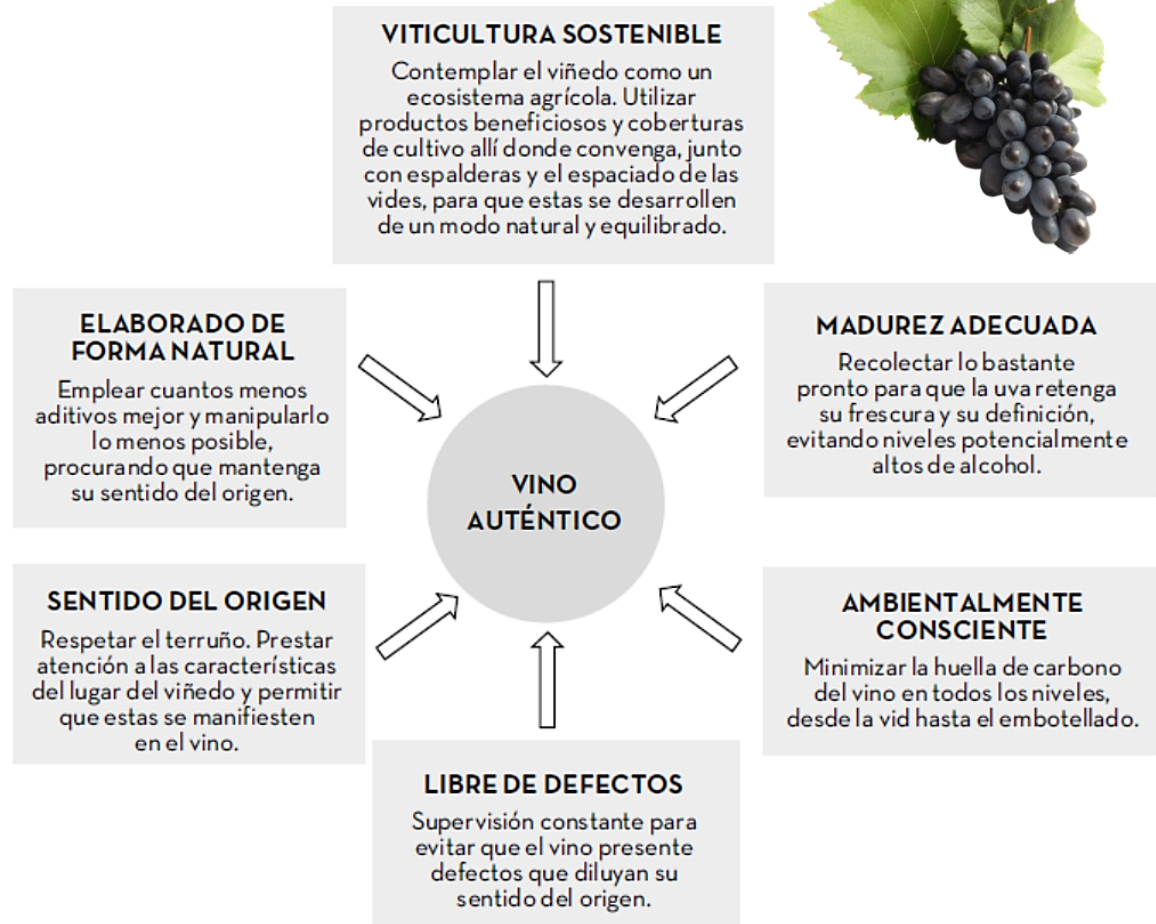 VITICULTURA SOSTENIBLE
Contemplar el viñedo como un
ecosistema agrícola. Utilizar
productos beneficiosos y coberturas
de cultivo allí donde convenga, junto
con espalderas y el espaciado de las
vides, para que estas se desarrollen
de un modo natural y equilibrado.
ELABORADO DE
FORMA NATURAL
Emplear cuantos menos
aditivos mejor y manipularlo
lo menos posible,
procurando que mantenga
su sentido del origen.
MADUREZ ADECUADA
Recolectar lo bastante
pronto para que la uva retenga
su frescura y su definición,
evitando niveles potencialmente
altos de alcohol.
VINO
AUTÉNTICO
SENTIDO DEL ORIGEN
Respetar el terruño. Prestar
atención a las características
del lugar del viñedo y permitir
que estas se manifiesten
en el vino.
AMBIENTALMENTE
CONSCIENTE
Minimizar la huella de carbono
del vino en todos los niveles,
desde la vid hasta el embotellado.
LIBRE DE DEFECTOS
Supervisión constante para
evitar que el vino presente
defectos que diluyan su
sentido del origen.